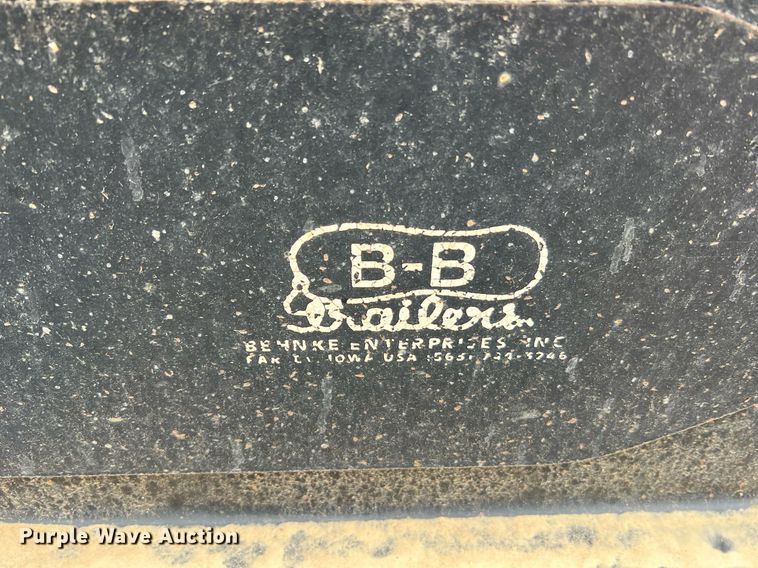 B-B
Trailers
BEHNKE ENTERPRISES INC
IOWA USA
Purple Wave Auction